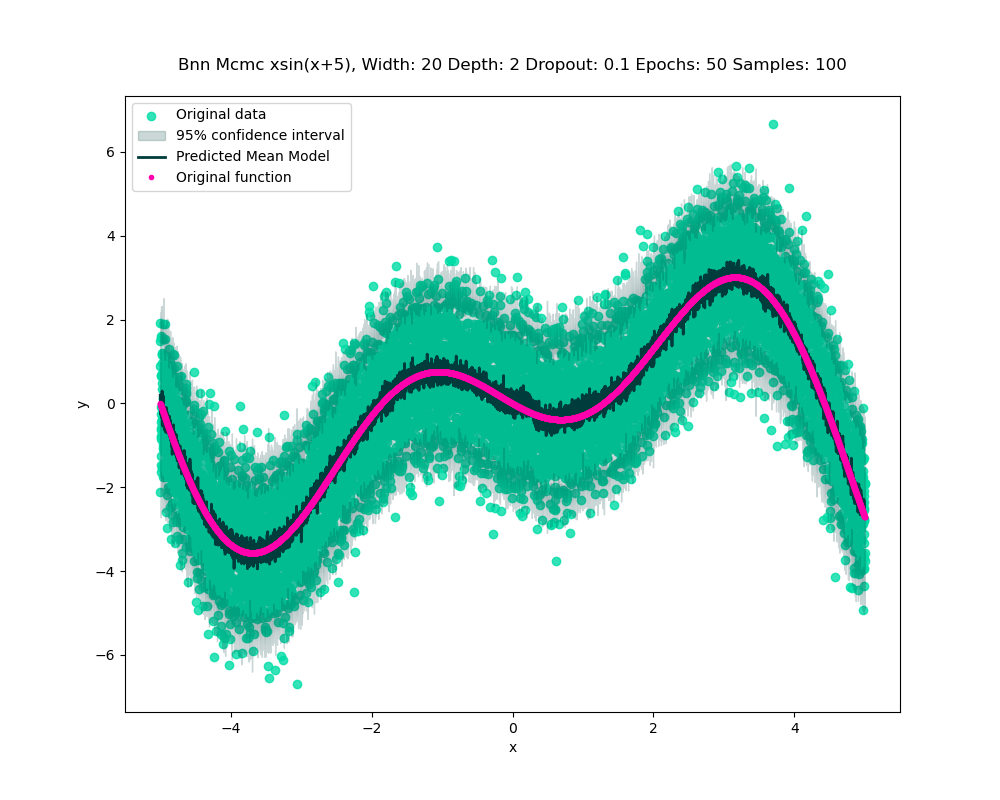 Bnn Mcmc xsin(x+5), Width: 20 Depth: 2 Dropout: 0.1 Epochs: 50 Samples: 100
Original data
95% confidence interval
Predicted Mean Model
Original function
6
4
2
0
−2
−4
−6
y
−4
−2
0
2
4
x